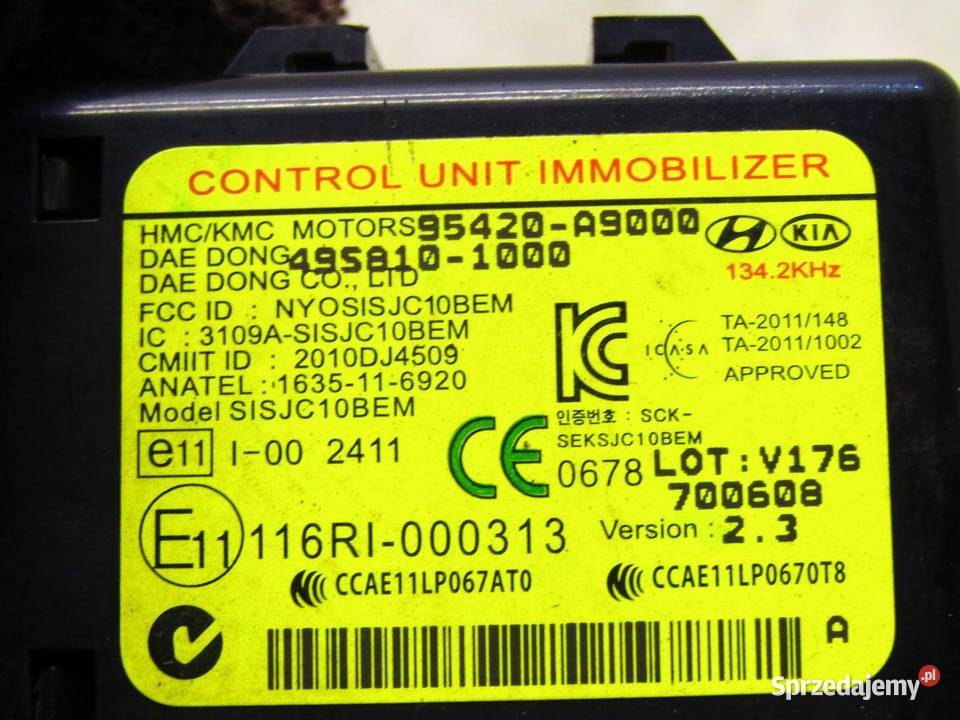 CONTROL UNIT IMMOBILIZER
HMC/KMC MOTORS 95420-A9000
KIA
DAE DONG 49S810-1000
134.2KHz
DAE DONG CO., LTD
FCC ID : NYOSISJC10BEM
IC : 3109A-SISJC10BEM
CMIIT ID : 2010DJ4509
ANATEL : 1635-11-6920
Model SISJC10BEM
ICASA
TA-2011/148
TA-2011/1002
APPROVED
인증번호 : SCK-
SEKSJC10BEM
e11 I-00 2411
CE 0678 LOT:V176
700608
E11 116RI-000313
Version : 2.3
CCAE11LP067AT0 CCAE11LP0670T8
A
Sprzedajemy.pl